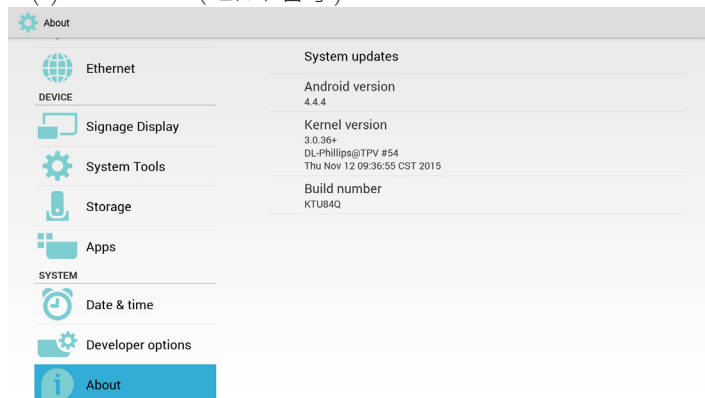 About
Ethernet
DEVICE
Signage Display
System Tools
Storage
Apps
SYSTEM
Date & time
Developer options
About
System updates
Android version
4.4.4
Kernel version
3.0.36+
DL-Phillips@TPV #54
Thu Nov 12 09:36:55 CST 2015
Build number
KTU84Q